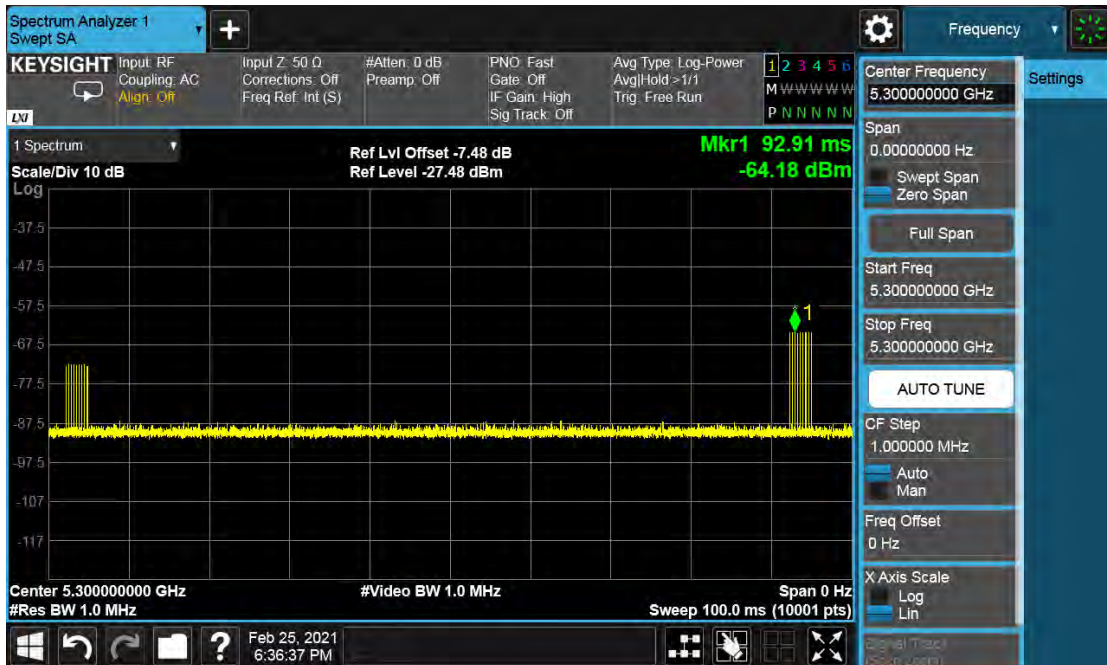 Spectrum Analyzer 1
Swept SA
+
Frequency
KEYSIGHT
Input: RF
Coupling: AC
Align: Off
LXI
Input Z: 50 Ω
Corrections: Off
Freq Ref: Int (S)
#Atten: 0 dB
Preamp: Off
PNO: Fast
Gate: Off
IF Gain: High
Sig Track: Off
Avg Type: Log-Power
Avg|Hold >1/1
Trig: Free Run
1 2 3 4 5 6
M W W W W W
P N N N N N
1 Spectrum
Scale/Div 10 dB
Log
Ref Lvl Offset -7.48 dB
Ref Level -27.48 dBm
Mkr1 92.91 ms
-64.18 dBm
-37.5
-47.5
-57.5
-67.5
-77.5
-87.5
-97.5
-107
-117
1
Center 5.300000000 GHz
#Res BW 1.0 MHz
#Video BW 1.0 MHz
Span 0 Hz
Sweep 100.0 ms (10001 pts)
Center Frequency
5.300000000 GHz
Settings
Span
0.00000000 Hz
Swept Span
Zero Span
Full Span
Start Freq
5.300000000 GHz
Stop Freq
5.300000000 GHz
AUTO TUNE
CF Step
1.000000 MHz
Auto
Man
Freq Offset
0 Hz
X Axis Scale
Log
Lin
Signal Track
?
Feb 25, 2021
6:36:37 PM